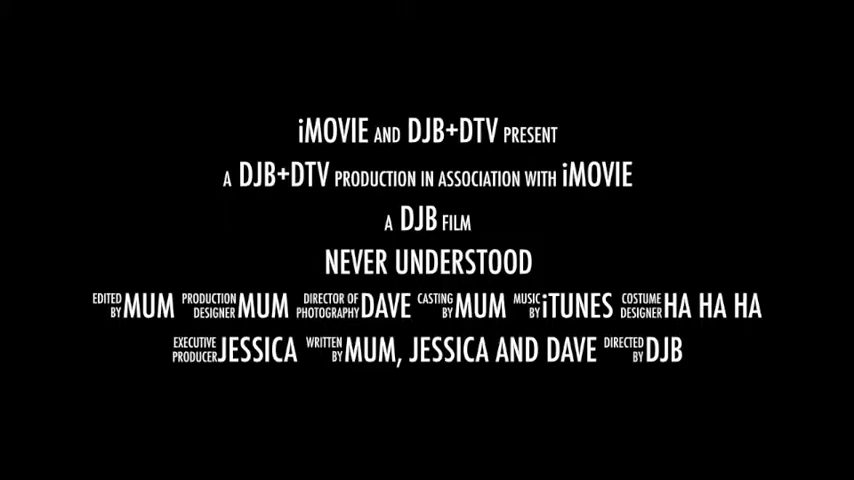 iMOVIE AND DJB+DTV PRESENT
A DJB+DTV PRODUCTION IN ASSOCIATION WITH iMOVIE
A DJB FILM
NEVER UNDERSTOOD
EDITED BY MUM PRODUCTION DESIGNER MUM DIRECTOR OF PHOTOGRAPHY DAVE CASTING BY MUM MUSIC BY iTUNES COSTUME DESIGNER HA HA HA
EXECUTIVE PRODUCER JESSICA WRITTEN BY MUM, JESSICA AND DAVE DIRECTED BY DJB